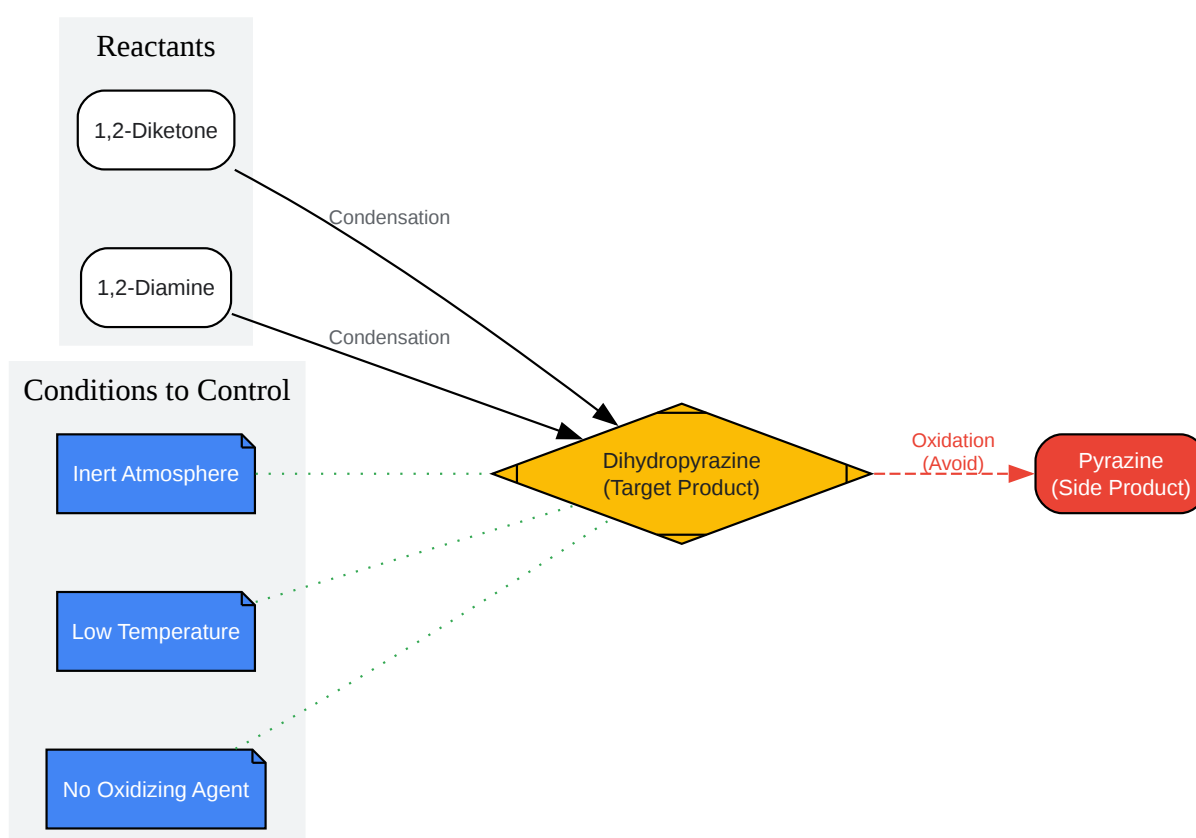 Reactants
1,2-Diketone
Condensation
1,2-Diamine
Condensation
Conditions to Control
Inert Atmosphere
Low Temperature
No Oxidizing Agent
Dihydropyrazine
(Target Product)
Oxidation
(Avoid)
Pyrazine
(Side Product)